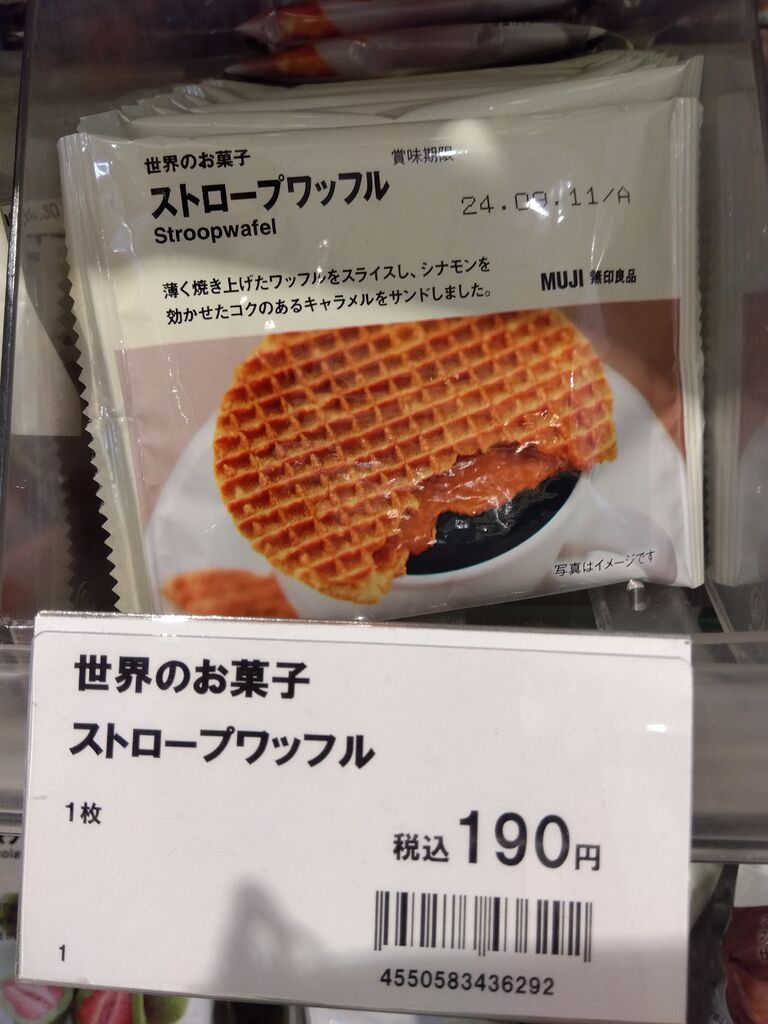 世界のお菓子
賞味期限
ストロープワッフル
24.09.11/A
Stroopwafel
薄く焼き上げたワッフルをスライスし、シナモンを
効かせたコクのあるキャラメルをサンドしました。
MUJI 無印良品
写真はイメージです
世界のお菓子
ストロープワッフル
1枚
税込190円
1
4550583436292